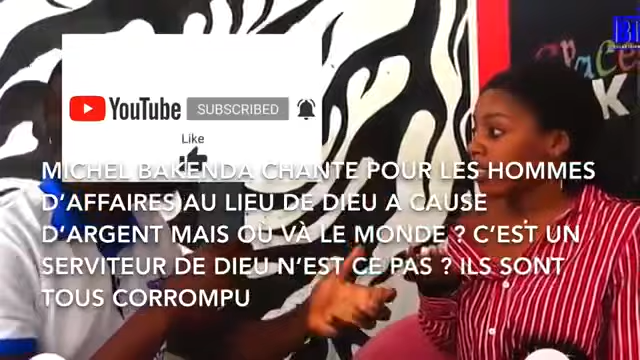 YouTube SUBSCRIBED
Like
MICHEL BAKENDA CHANTE POUR LES HOMMES
D'AFFAIRES AU LIEU DE DIEU A CAUSE
D'ARGENT MAIS OÙ VÀ LE MONDE ? C'EST UN
SERVITEUR DE DIEU N'EST CE PAS ? ILS SONT
TOUS CORROMPU